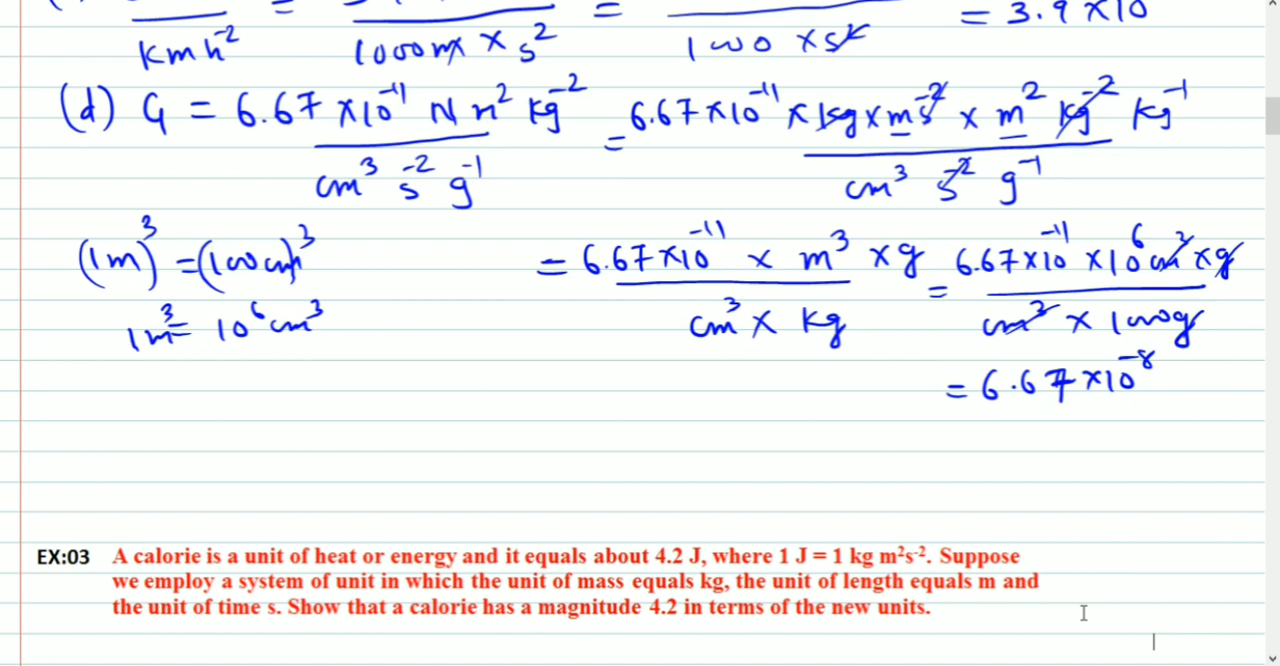 = 3.9 × 10
km h⁻² 1000m × s² 1000 × s²
(d) G = 6.67 × 10⁻¹¹ N m² kg⁻² = 6.67 × 10⁻¹¹ × kg × m s⁻² × m² kg⁻² kg⁻¹
cm³ s⁻² g⁻¹ cm³ s⁻² g⁻¹
(1m)³ = (100 cm)³ = 6.67 × 10⁻¹¹ × m³ × g = 6.67 × 10⁻¹¹ × 10⁶ cm³ × g
1m³ = 10⁶ cm³ cm³ × kg cm³ × 1000g
= 6.67 × 10⁻⁸
EX:03 A calorie is a unit of heat or energy and it equals about 4.2 J, where 1 J = 1 kg m²s⁻². Suppose
we employ a system of unit in which the unit of mass equals kg, the unit of length equals m and
the unit of time s. Show that a calorie has a magnitude 4.2 in terms of the new units.